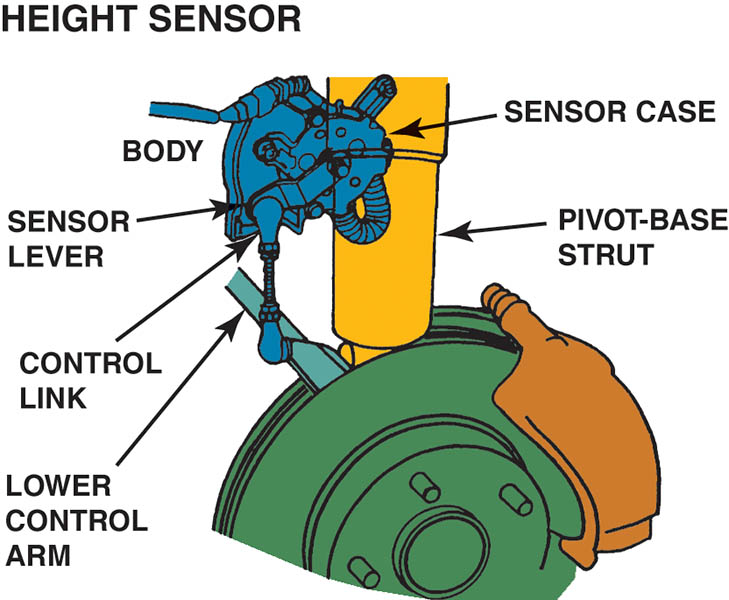 HEIGHT SENSOR
SENSOR CASE
BODY
SENSOR
LEVER
PIVOT-BASE
STRUT
CONTROL
LINK
LOWER
CONTROL
ARM